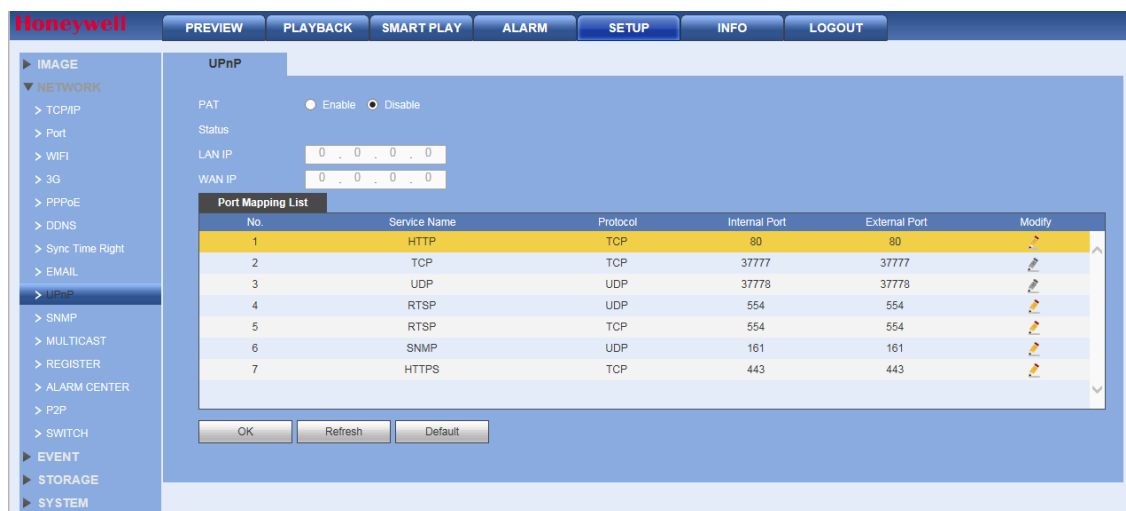 Honeywell
PREVIEW PLAYBACK SMART PLAY ALARM SETUP INFO LOGOUT
IMAGE
NETWORK
> TCP/IP
> Port
> WIFI
> 3G
> PPPoE
> DDNS
> Sync Time Right
> EMAIL
> UPnP
> SNMP
> MULTICAST
> REGISTER
> ALARM CENTER
> P2P
> SWITCH
EVENT
STORAGE
SYSTEM
UPnP
PAT Enable Disable
Status
LAN IP 0 . 0 . 0 . 0
WAN IP 0 . 0 . 0 . 0
Port Mapping List
No. Service Name Protocol Internal Port External Port Modify
1 HTTP TCP 80 80
2 TCP TCP 37777 37777
3 UDP UDP 37778 37778
4 RTSP UDP 554 554
5 RTSP TCP 554 554
6 SNMP UDP 161 161
7 HTTPS TCP 443 443
OK Refresh Default